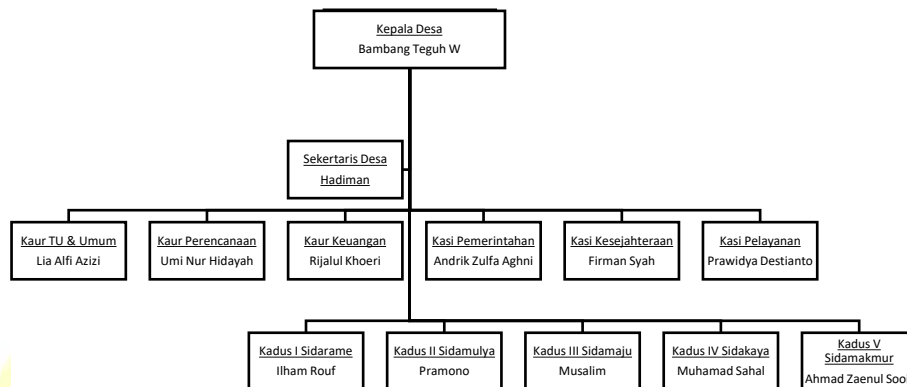 Kepala Desa
Bambang Teguh W
Sekertaris Desa
Hadiman
Kaur TU & Umum
Lia Alfi Azizi
Kaur Perencanaan
Umi Nur Hidayah
Kaur Keuangan
Rijalul Khoeri
Kasi Pemerintahan
Andrik Zulfa Aghni
Kasi Kesejahteraan
Firman Syah
Kasi Pelayanan
Prawidya Destianto
Kadus I Sidarame
Ilham Rouf
Kadus II Sidamulya
Pramono
Kadus III Sidamaju
Musalim
Kadus IV Sidakaya
Muhamad Sahal
Kadus V
Sidamakmur
Ahmad Zaenul